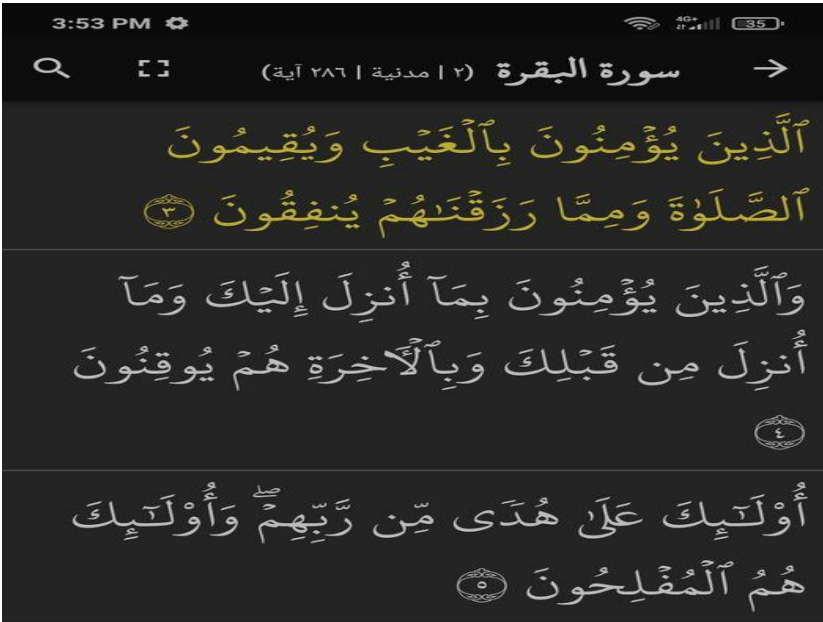 3:53 PM 4G+ 35
سورة البقرة (٢ | مدنية | ٢٨٦ آية)
ٱلَّذِينَ يُؤۡمِنُونَ بِٱلۡغَيۡبِ وَيُقِيمُونَ
ٱلصَّلَوٰةَ وَمِمَّا رَزَقۡنَٰهُمۡ يُنفِقُونَ ٣
وَٱلَّذِينَ يُؤۡمِنُونَ بِمَآ أُنزِلَ إِلَيۡكَ وَمَآ
أُنزِلَ مِن قَبۡلِكَ وَبِٱلۡأٓخِرَةِ هُمۡ يُوقِنُونَ
٤
أُوْلَٰٓئِكَ عَلَىٰ هُدٗى مِّن رَّبِّهِمۡۖ وَأُوْلَٰٓئِكَ
هُمُ ٱلۡمُفۡلِحُونَ ٥